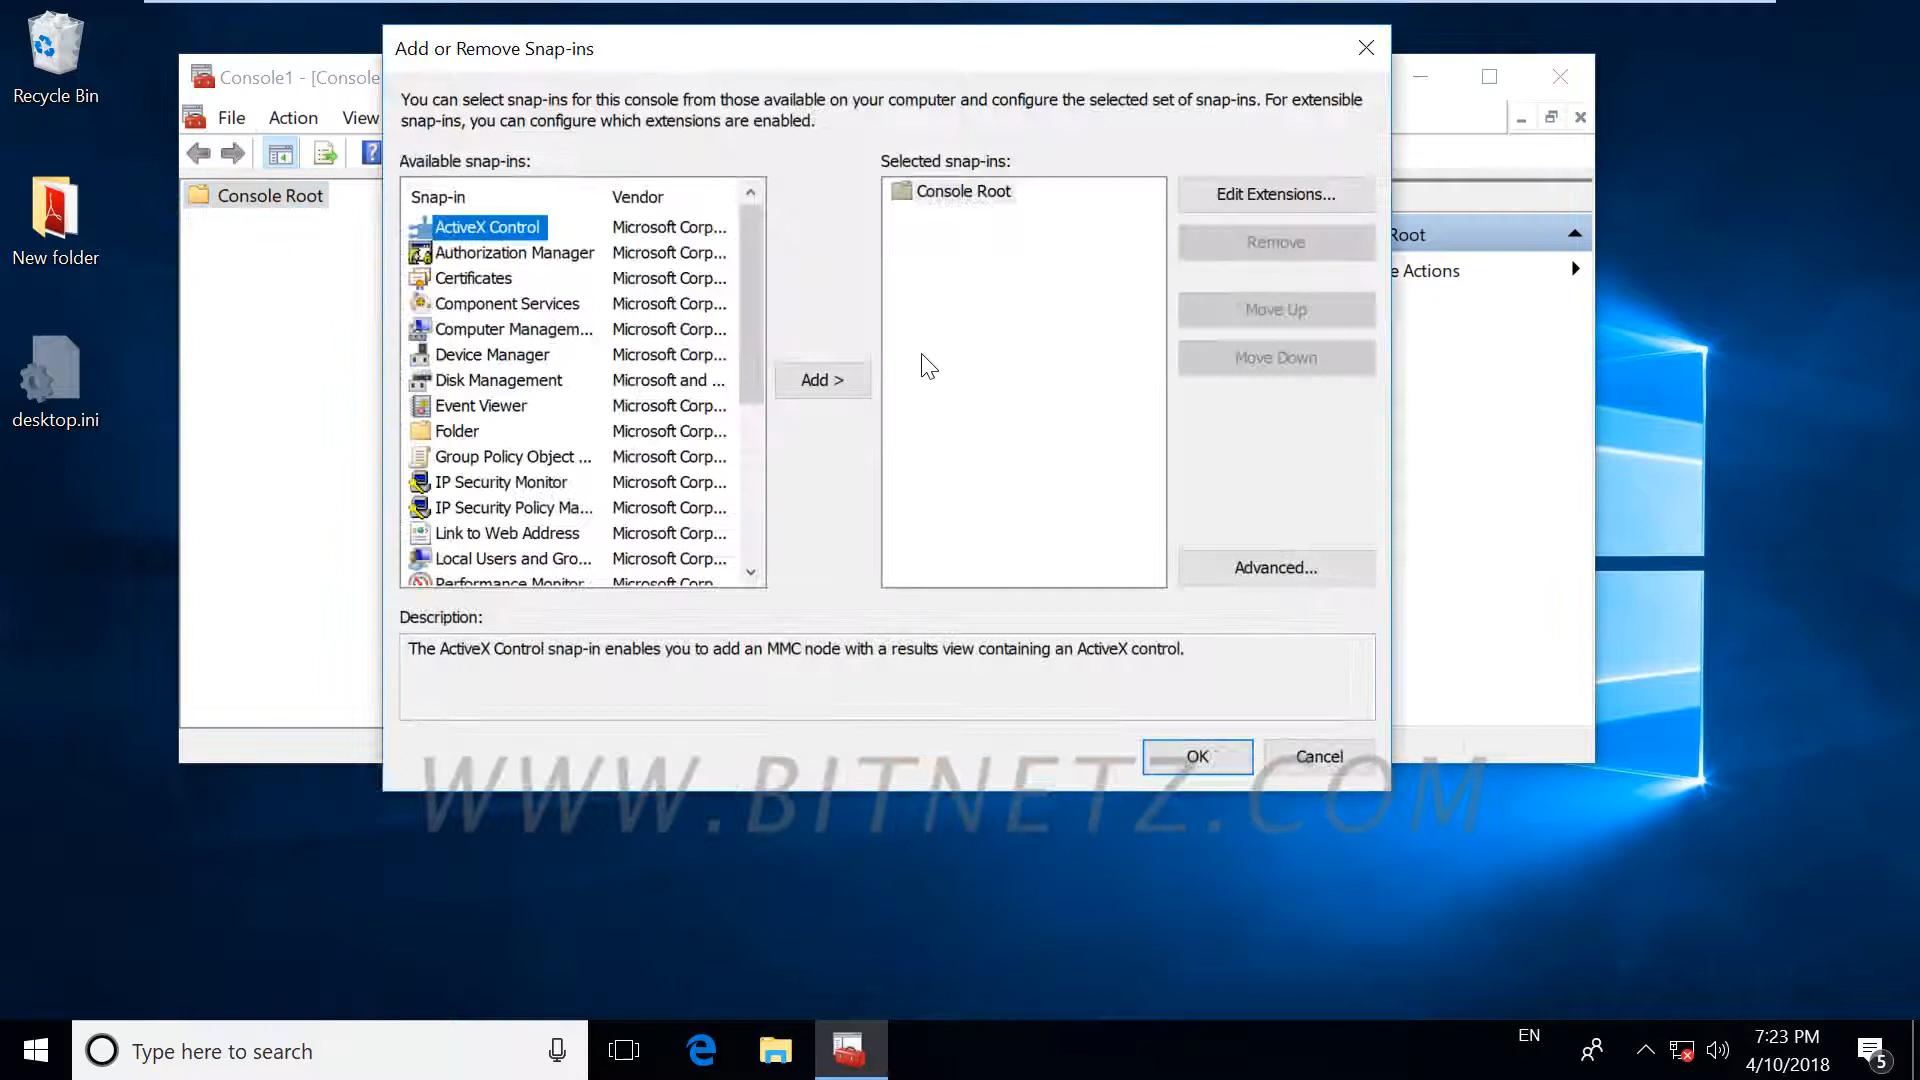 Recycle Bin
New folder
desktop.ini
Console1 - [Console
File Action View
Console Root
Add or Remove Snap-ins
You can select snap-ins for this console from those available on your computer and configure the selected set of snap-ins. For extensible
snap-ins, you can configure which extensions are enabled.
Available snap-ins:
Snap-in Vendor
ActiveX Control Microsoft Corp...
Authorization Manager Microsoft Corp...
Certificates Microsoft Corp...
Component Services Microsoft Corp...
Computer Managem... Microsoft Corp...
Device Manager Microsoft Corp...
Disk Management Microsoft and ...
Event Viewer Microsoft Corp...
Folder Microsoft Corp...
Group Policy Object ... Microsoft Corp...
IP Security Monitor Microsoft Corp...
IP Security Policy Ma... Microsoft Corp...
Link to Web Address Microsoft Corp...
Local Users and Gro... Microsoft Corp...
Performance Monitor Microsoft Corp...
Add >
Selected snap-ins:
Console Root
Edit Extensions...
Remove
Move Up
Move Down
Advanced...
Description:
The ActiveX Control snap-in enables you to add an MMC node with a results view containing an ActiveX control.
OK Cancel
Root
e Actions
WWW.BITNETZ.COM
Type here to search
EN
7:23 PM
4/10/2018
5